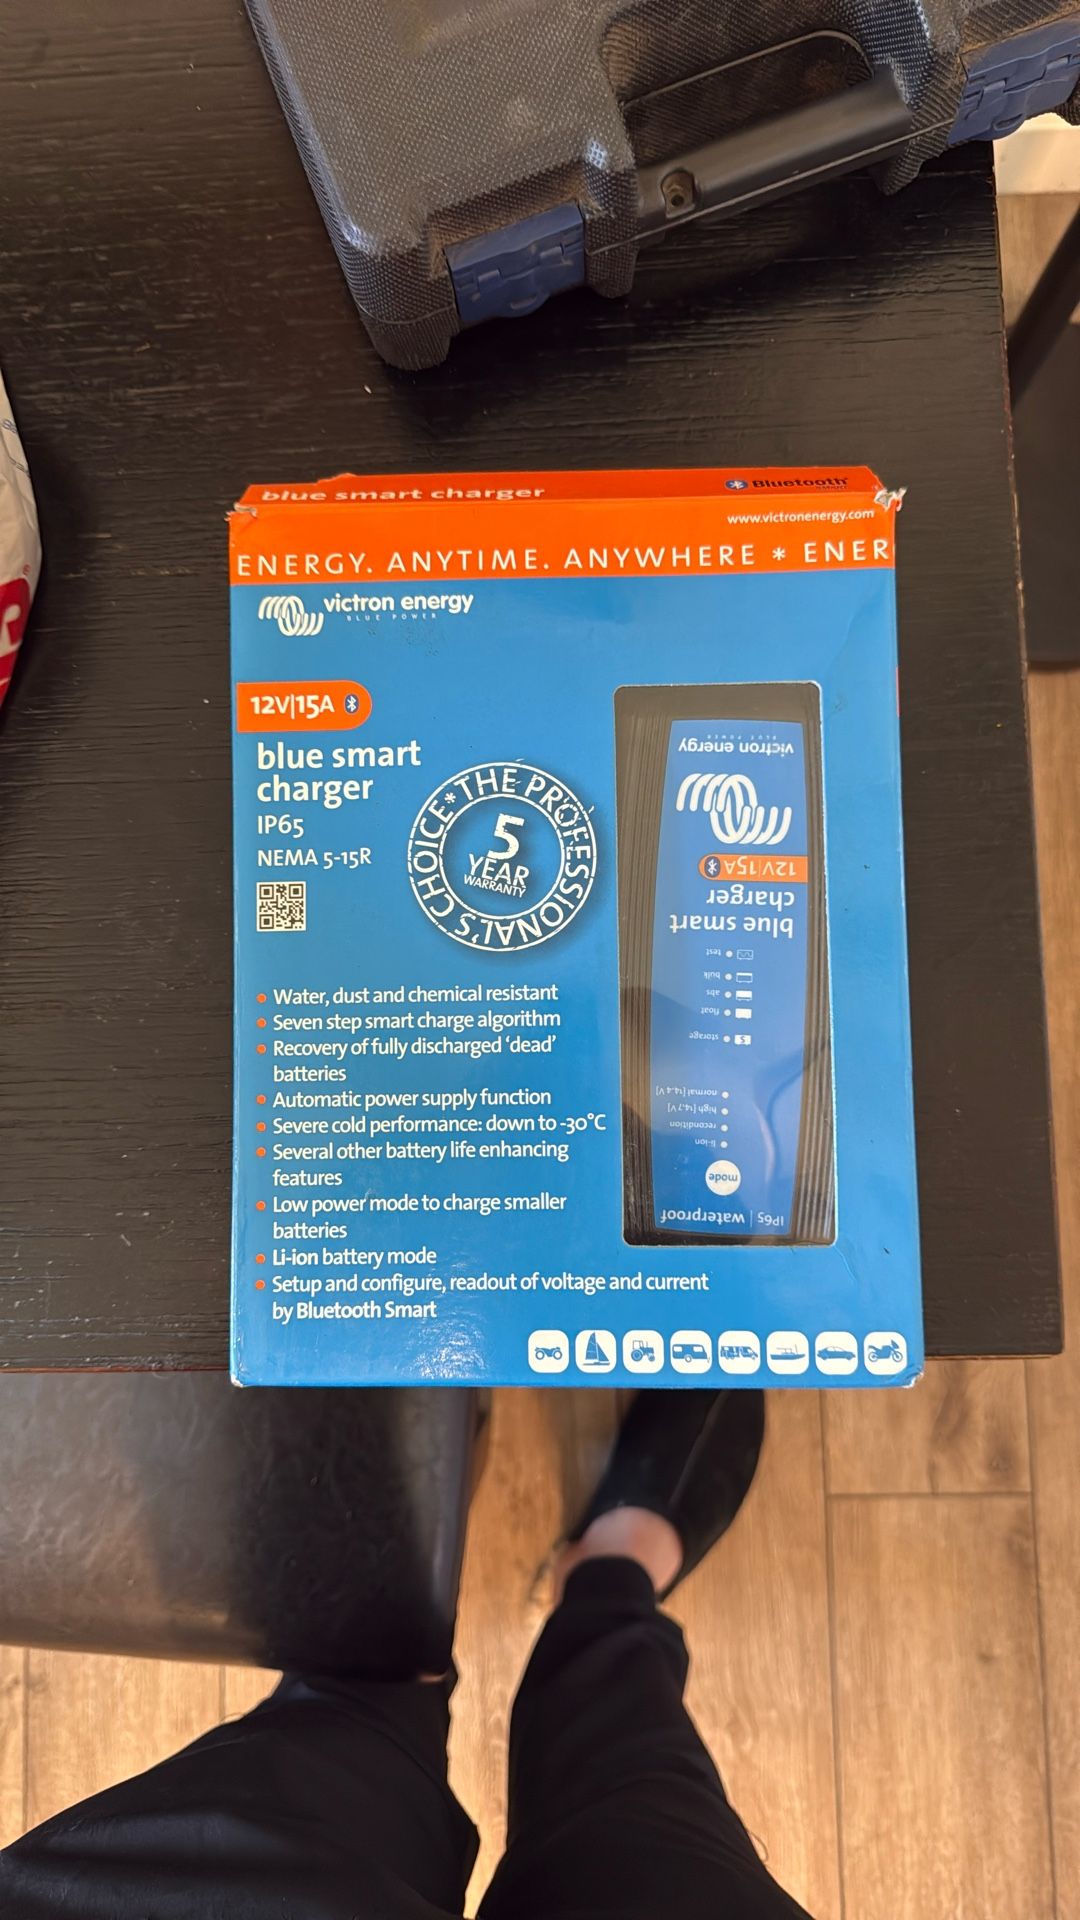 blue smart charger
Bluetooth®
SMART
www.victronenergy.com
ENERGY. ANYTIME. ANYWHERE * ENER
victron energy
BLUE POWER
12V|15A
blue smart
charger
IP65
NEMA 5-15R
THE PROFESSIONAL'S CHOICE *
5
YEAR
WARRANTY
• Water, dust and chemical resistant
• Seven step smart charge algorithm
• Recovery of fully discharged ‘dead’
batteries
• Automatic power supply function
• Severe cold performance: down to -30°C
• Several other battery life enhancing
features
• Low power mode to charge smaller
batteries
• Li-ion battery mode
• Setup and configure, readout of voltage and current
by Bluetooth Smart
IP65 | waterproof
mode
li-ion
recondition
high [14.7 V]
normal [14.4 V]
storage
float
abs
bulk
test
blue smart
charger
12V|15A
victron energy
BLUE POWER
R®